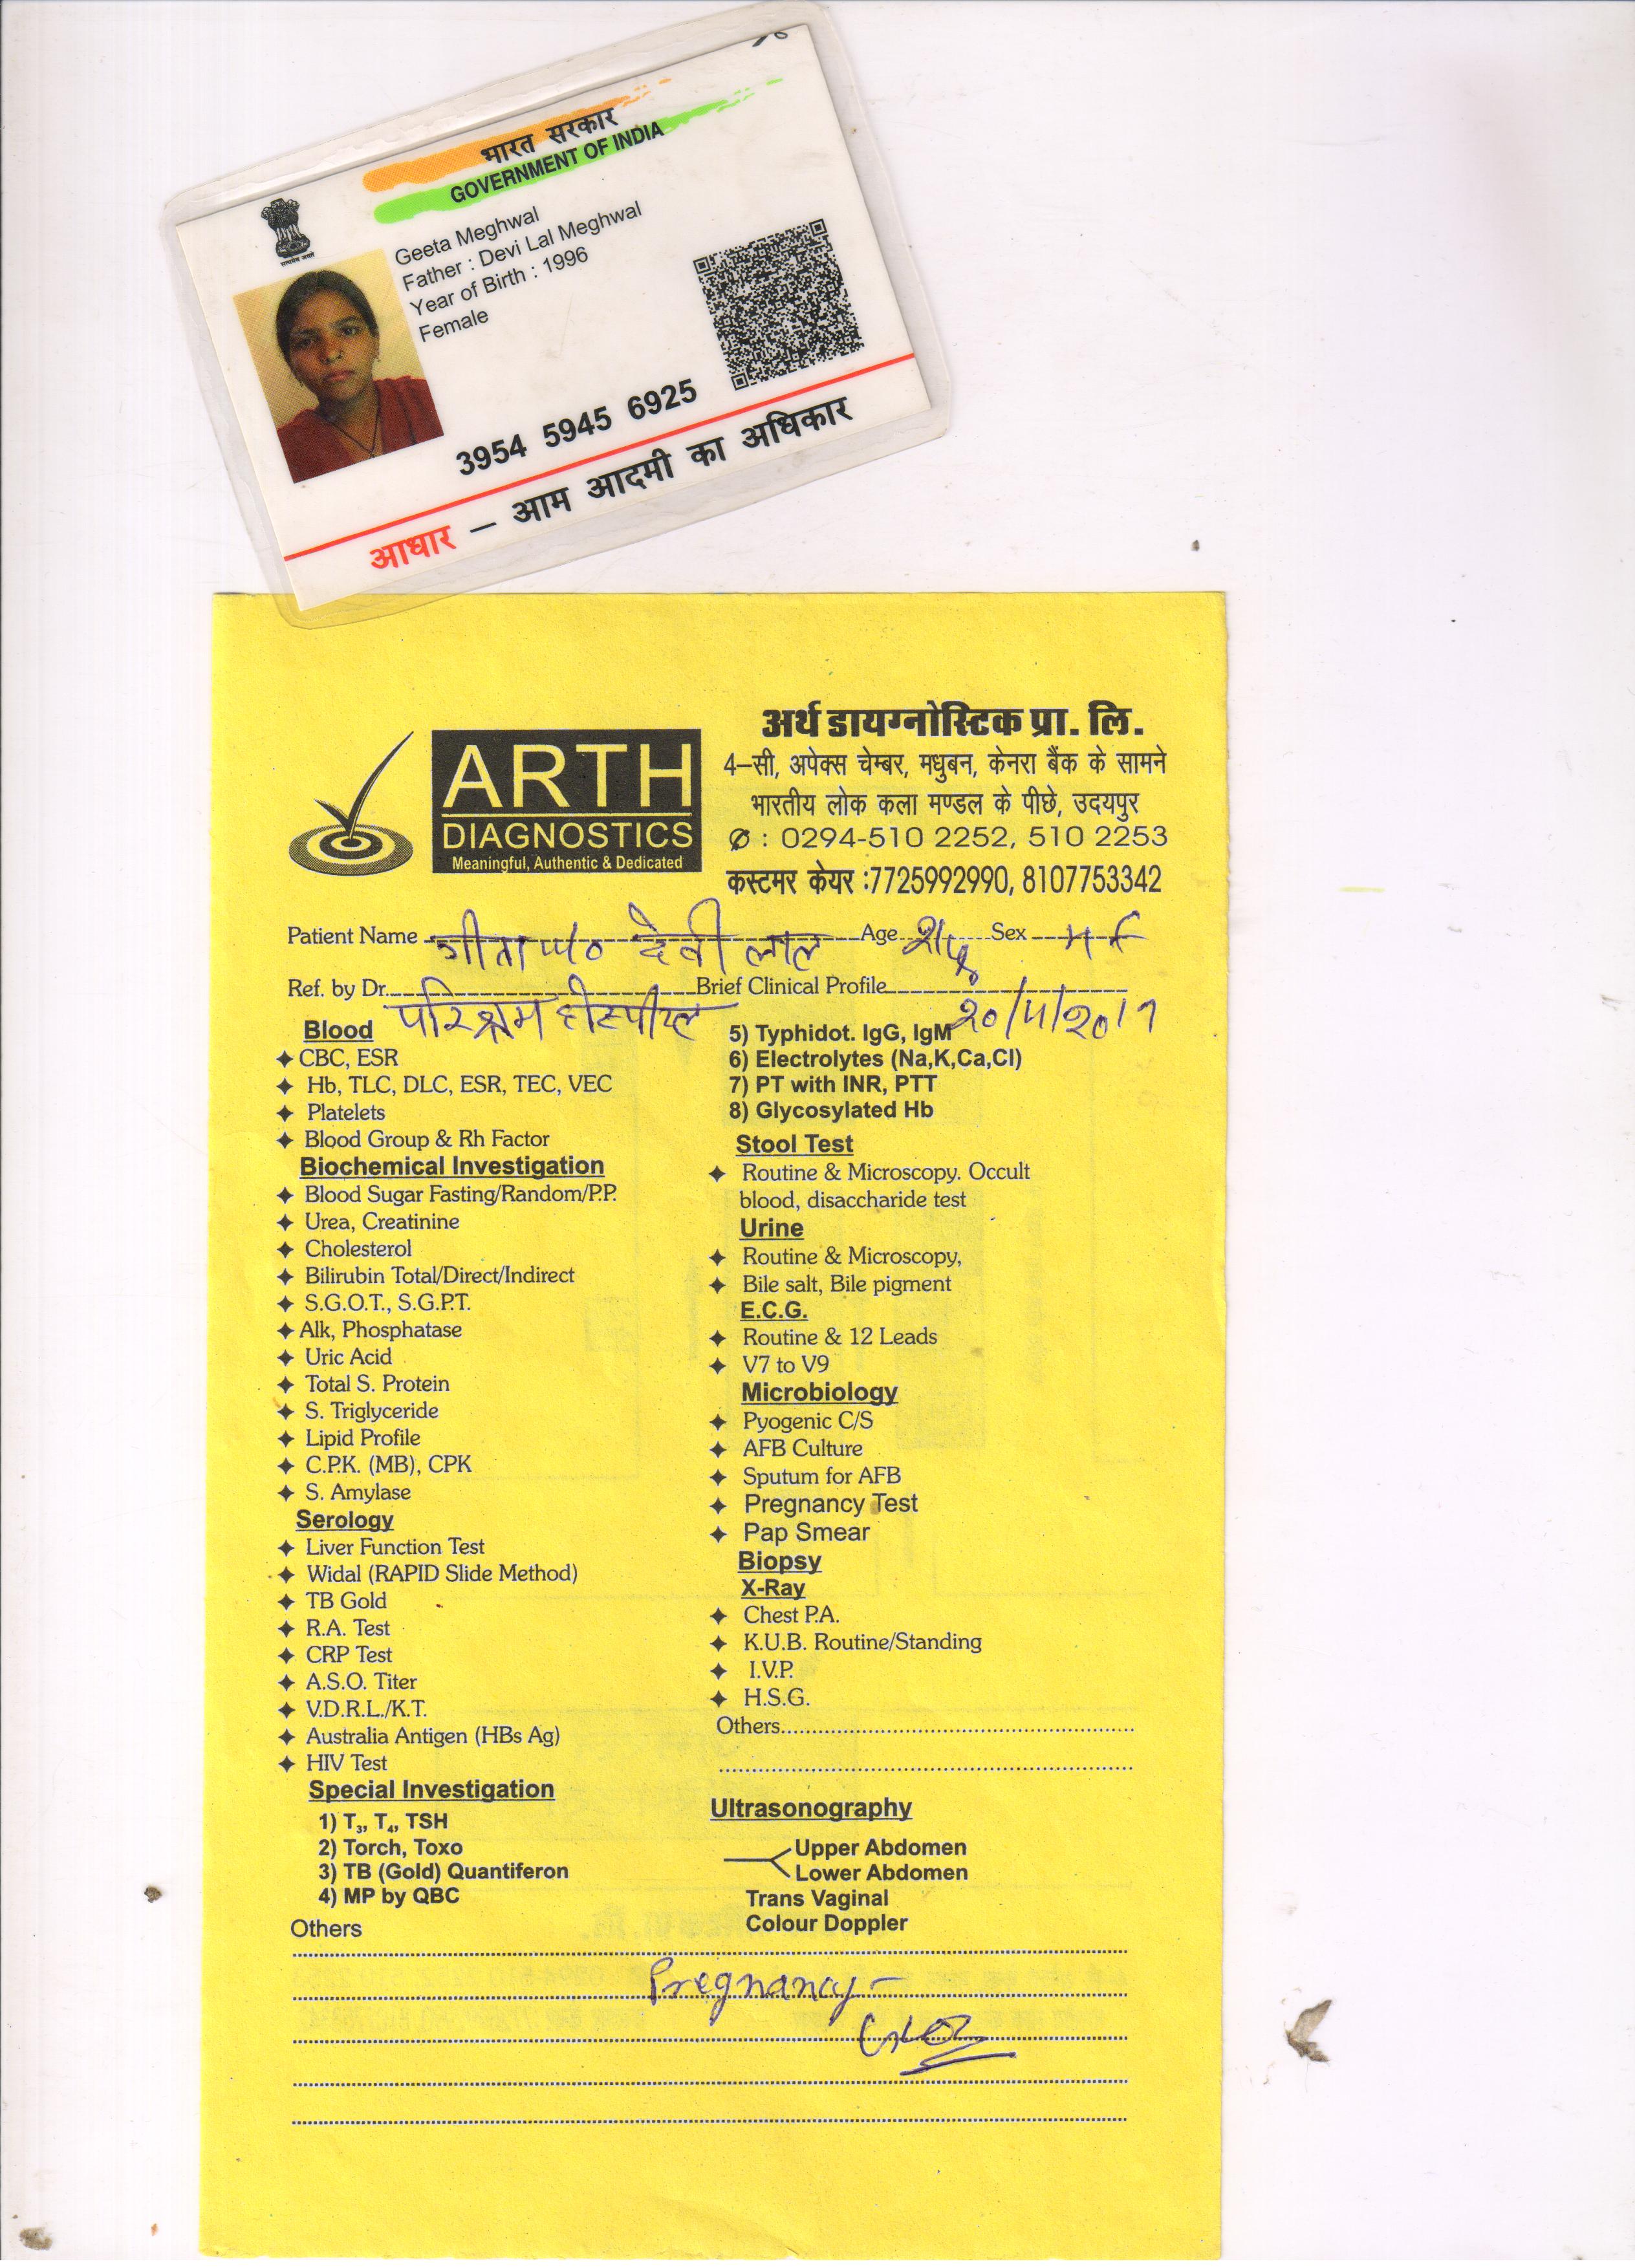 भारत सरकार
GOVERNMENT OF INDIA
Geeta Meghwal
Father : Devi Lal Meghwal
Year of Birth : 1996
Female
3954 5945 6925
आधार – आम आदमी का अधिकार
अर्थ डायग्नोस्टिक प्रा. लि.
ARTH
DIAGNOSTICS
Meaningful, Authentic & Dedicated
4–सी, अपेक्स चेम्बर, मधुबन, केनरा बैंक के सामने
भारतीय लोक कला मण्डल के पीछे, उदयपुर
✆ : 0294-510 2252, 510 2253
कस्टमर केयर :7725992990, 8107753342
Patient Name गीता देवी लाल Age Sex
Ref. by Dr. परिश्रम होस्पीटल Brief Clinical Profile
Blood
CBC, ESR
Hb, TLC, DLC, ESR, TEC, VEC
Platelets
Blood Group & Rh Factor
Biochemical Investigation
Blood Sugar Fasting/Random/P.P.
Urea, Creatinine
Cholesterol
Bilirubin Total/Direct/Indirect
S.G.O.T., S.G.P.T.
Alk, Phosphatase
Uric Acid
Total S. Protein
S. Triglyceride
Lipid Profile
C.P.K. (MB), CPK
S. Amylase
Serology
Liver Function Test
Widal (RAPID Slide Method)
TB Gold
R.A. Test
CRP Test
A.S.O. Titer
V.D.R.L./K.T.
Australia Antigen (HBs Ag)
HIV Test
Special Investigation
1) T3, T4, TSH
2) Torch, Toxo
3) TB (Gold) Quantiferon
4) MP by QBC
Others
5) Typhidot. IgG, IgM
6) Electrolytes (Na,K,Ca,Cl)
7) PT with INR, PTT
8) Glycosylated Hb
Stool Test
Routine & Microscopy. Occult
blood, disaccharide test
Urine
Routine & Microscopy,
Bile salt, Bile pigment
E.C.G.
Routine & 12 Leads
V7 to V9
Microbiology
Pyogenic C/S
AFB Culture
Sputum for AFB
Pregnancy Test
Pap Smear
Biopsy
X-Ray
Chest P.A.
K.U.B. Routine/Standing
I.V.P.
H.S.G.
Others
Ultrasonography
Upper Abdomen
Lower Abdomen
Trans Vaginal
Colour Doppler
Pregnancy –